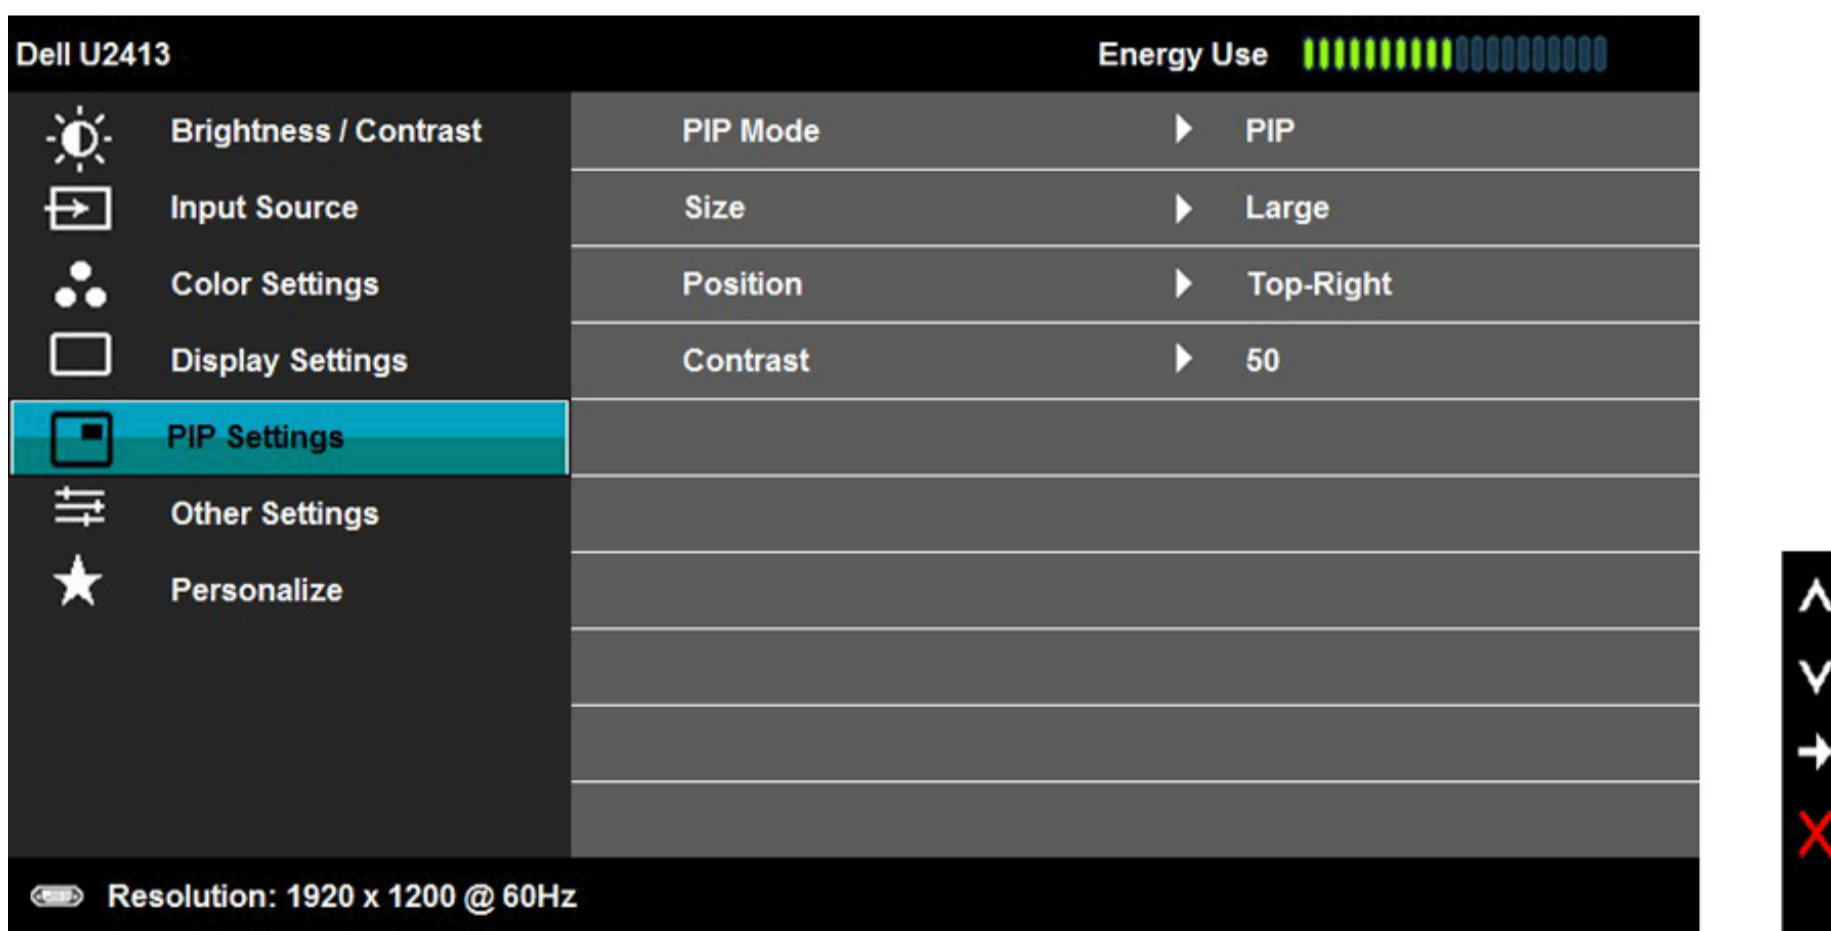 Dell U2413 Energy Use
Brightness / Contrast PIP Mode PIP
Input Source Size Large
Color Settings Position Top-Right
Display Settings Contrast 50
PIP Settings
Other Settings
Personalize
Resolution: 1920 x 1200 @ 60Hz